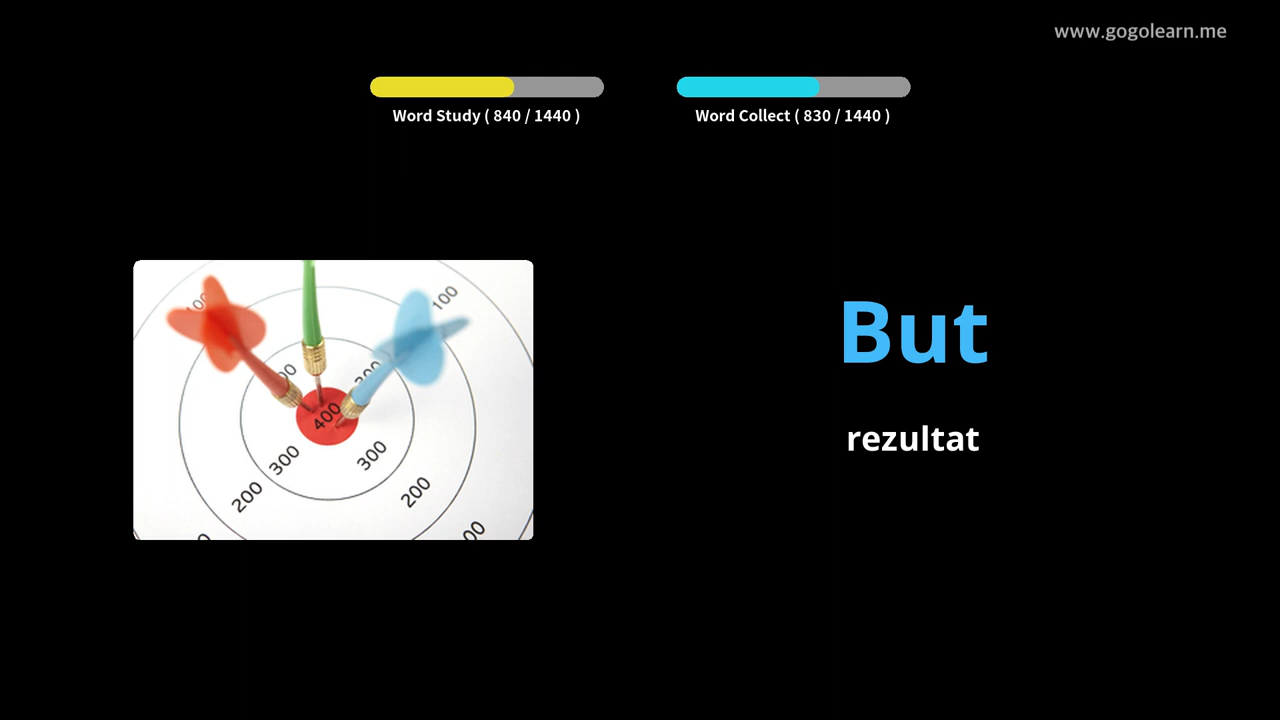 www.gogolearn.me
Word Study ( 840 / 1440 )
Word Collect ( 830 / 1440 )
But
rezultat
100
100
200
400
300
300
200
200